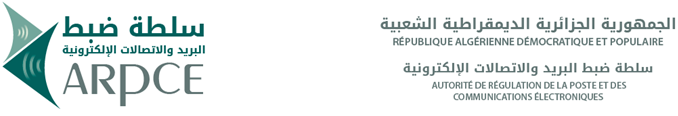 سلطة ضبط
البريد والاتصالات الإلكترونية
ARPCE
الجمهورية الجزائرية الديمقراطية الشعبية
RÉPUBLIQUE ALGÉRIENNE DÉMOCRATIQUE ET POPULAIRE
سلطة ضبط البريد والاتصالات الإلكترونية
AUTORITÉ DE RÉGULATION DE LA POSTE ET DES
COMMUNICATIONS ÉLECTRONIQUES